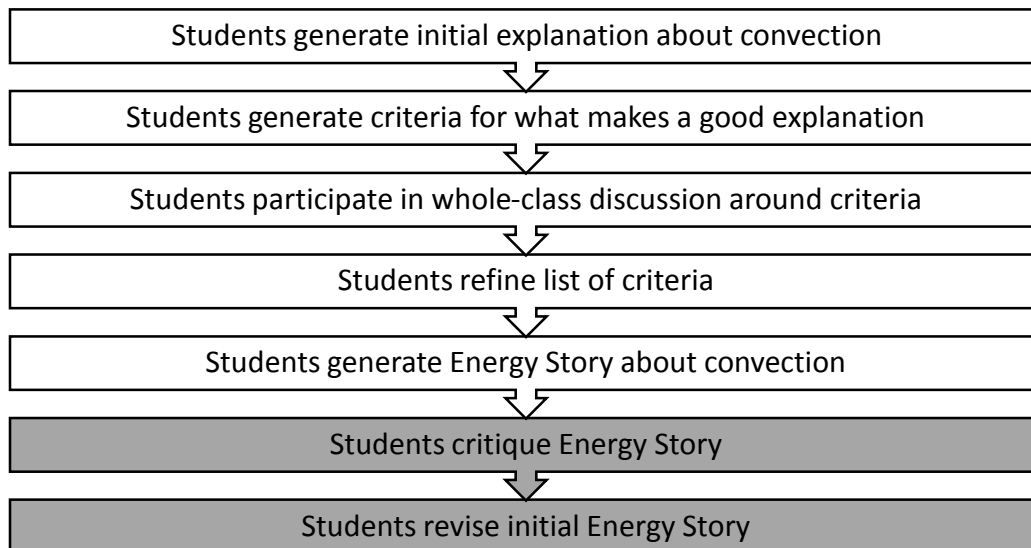 Students generate initial explanation about convection
Students generate criteria for what makes a good explanation
Students participate in whole-class discussion around criteria
Students refine list of criteria
Students generate Energy Story about convection
Students critique Energy Story
Students revise initial Energy Story